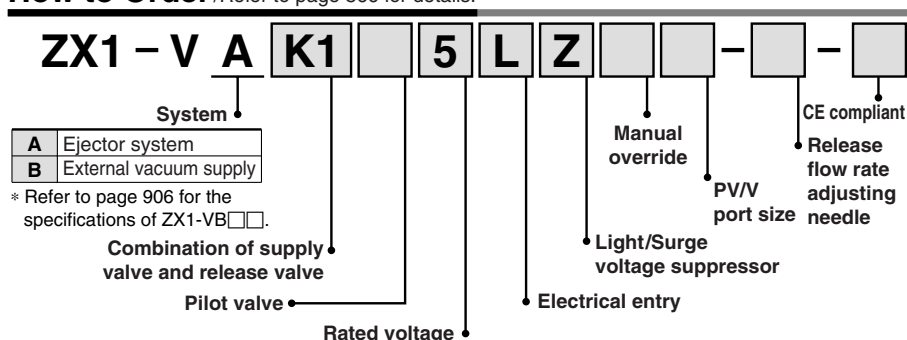 How to Order /Refer to page 906 for details.
ZX1 – V A K1 □ 5 L Z □ □ – □ – □
System
A Ejector system
B External vacuum supply
* Refer to page 906 for the
specifications of ZX1-VB□□.
Combination of supply
valve and release valve
Pilot valve
Rated voltage
Electrical entry
Light/Surge
voltage suppressor
Manual
override
PV/V
port size
Release
flow rate
adjusting
needle
CE compliant